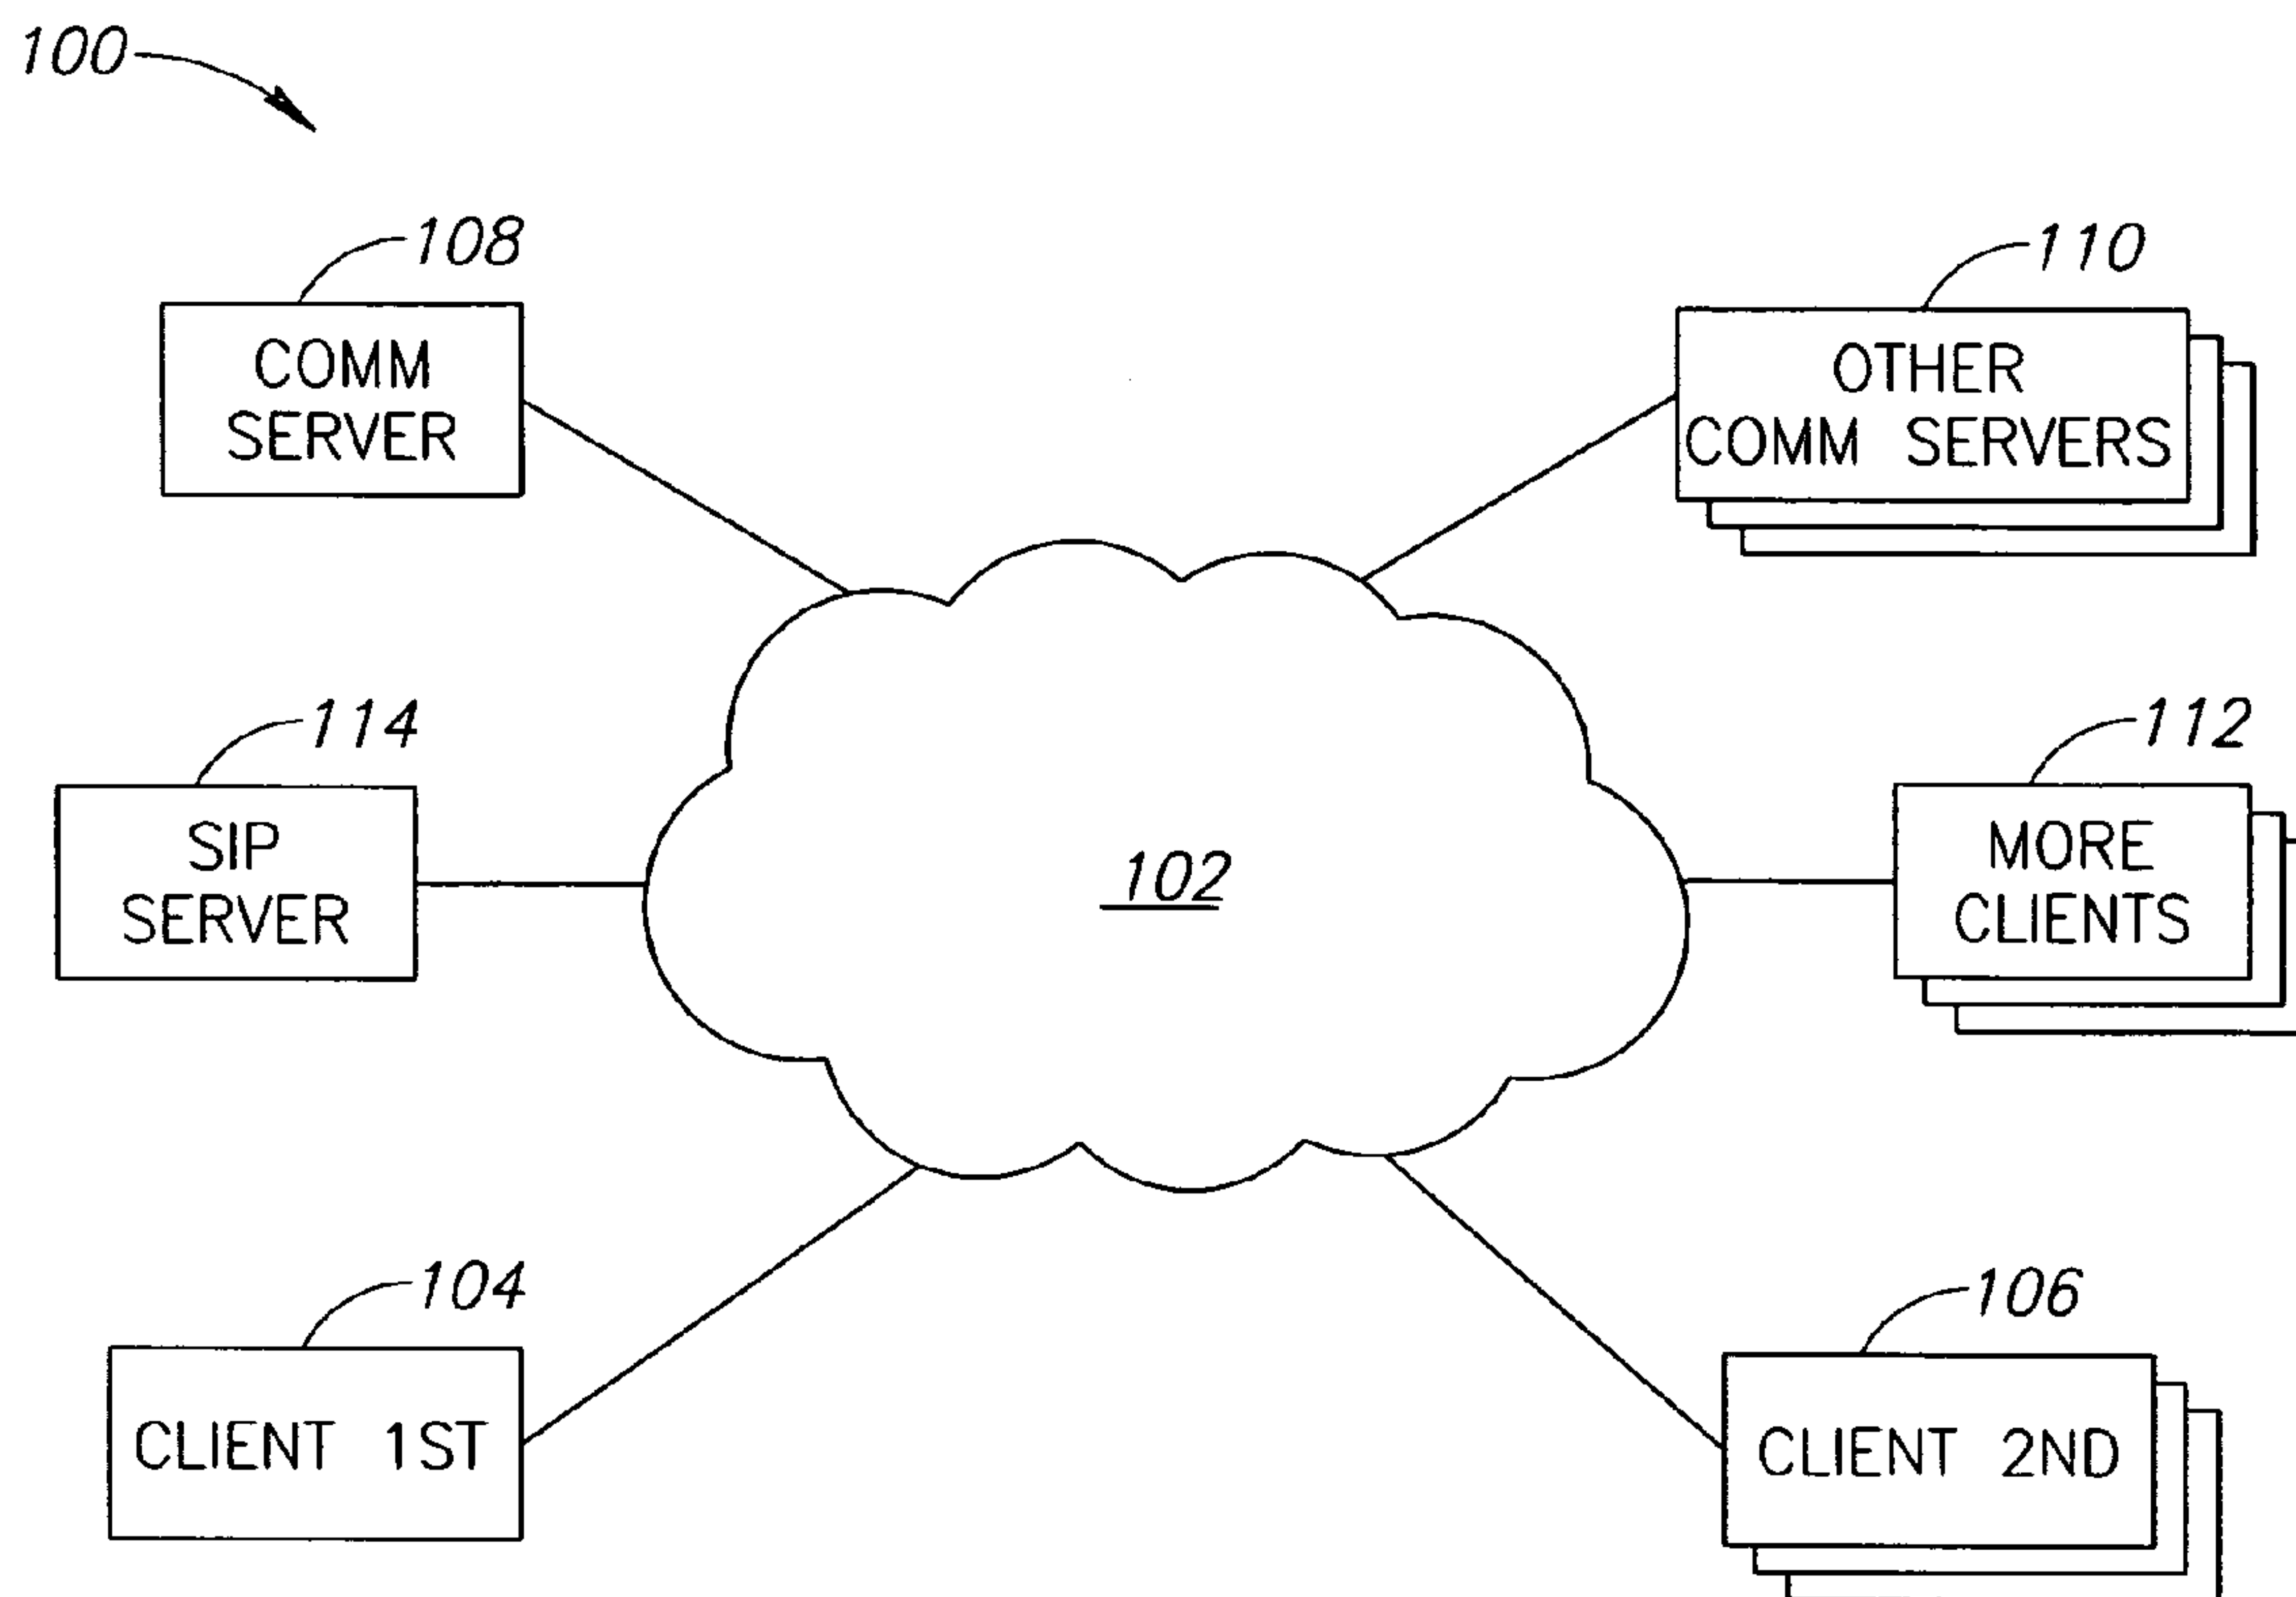 100
108
COMM
SERVER
110
OTHER
COMM SERVERS
114
SIP
SERVER
102
112
MORE
CLIENTS
104
CLIENT 1ST
106
CLIENT 2ND